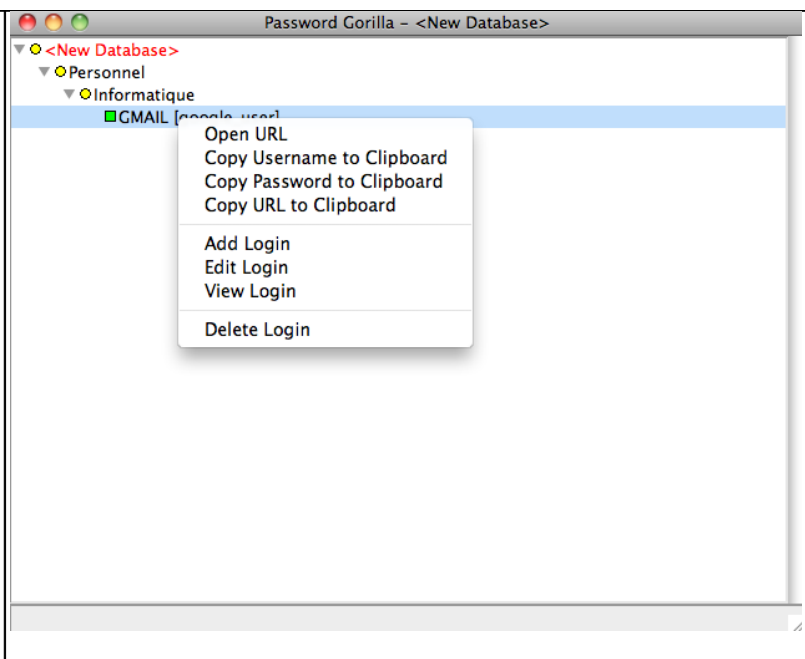 Password Gorilla – <New Database>
<New Database>
Personnel
Informatique
GMAIL [google_user]
Open URL
Copy Username to Clipboard
Copy Password to Clipboard
Copy URL to Clipboard
Add Login
Edit Login
View Login
Delete Login